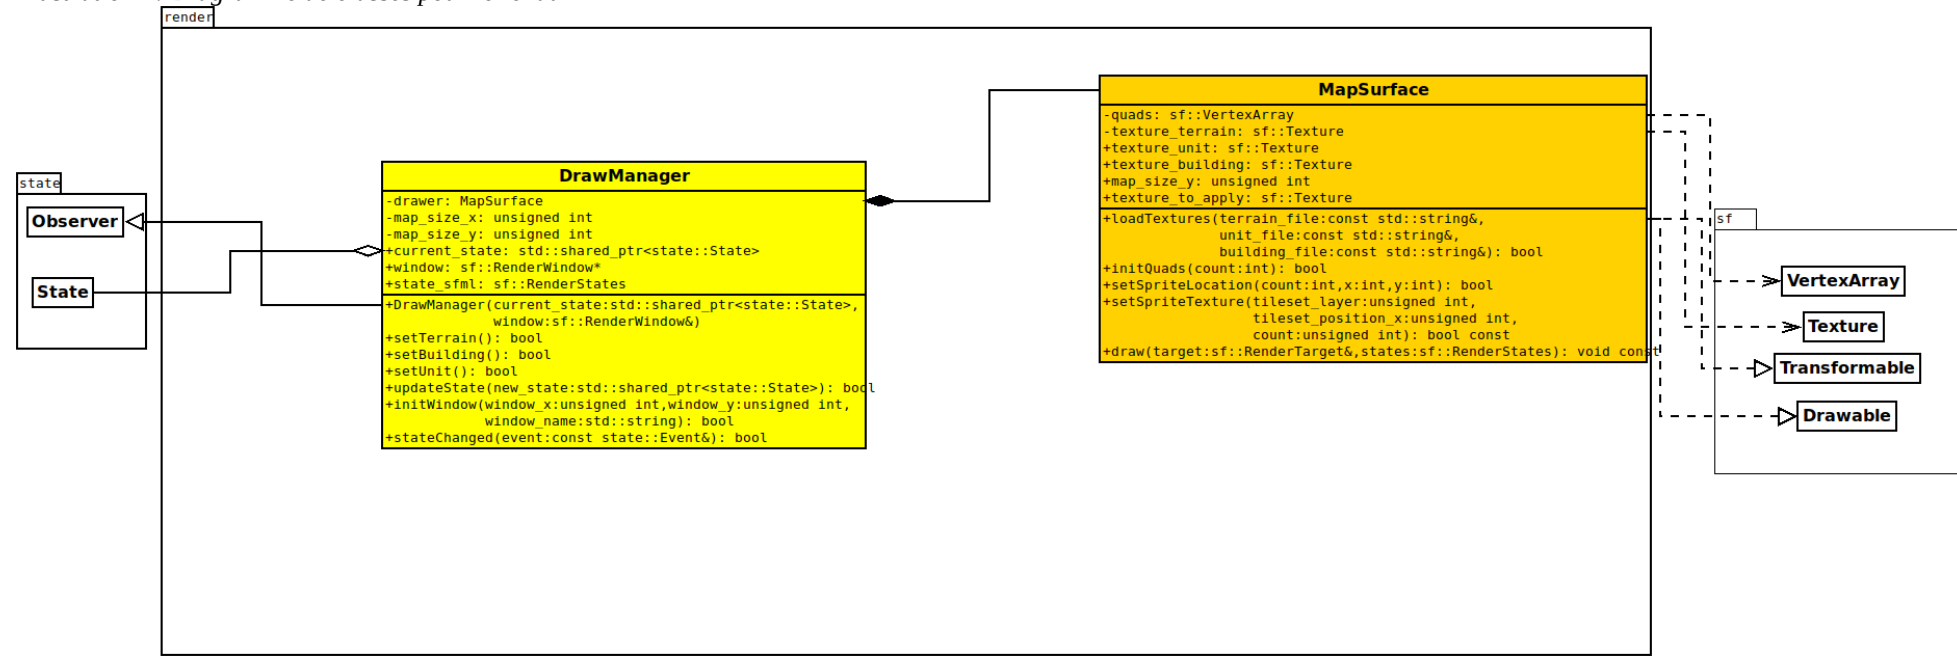 render
state
Observer
State
DrawManager
-drawer: MapSurface
-map_size_x: unsigned int
-map_size_y: unsigned int
+current_state: std::shared_ptr<state::State>
+window: sf::RenderWindow*
+state_sfml: sf::RenderStates
+DrawManager(current_state:std::shared_ptr<state::State>,
window:sf::RenderWindow&)
+setTerrain(): bool
+setBuilding(): bool
+setUnit(): bool
+updateState(new_state:std::shared_ptr<state::State>): bool
+initWindow(window_x:unsigned int,window_y:unsigned int,
window_name:std::string): bool
+stateChanged(event:const state::Event&): bool
MapSurface
-quads: sf::VertexArray
-texture_terrain: sf::Texture
+texture_unit: sf::Texture
+texture_building: sf::Texture
+map_size_y: unsigned int
+texture_to_apply: sf::Texture
+loadTextures(terrain_file:const std::string&,
unit_file:const std::string&,
building_file:const std::string&): bool
+initQuads(count:int): bool
+setSpriteLocation(count:int,x:int,y:int): bool
+setSpriteTexture(tileset_layer:unsigned int,
tileset_position_x:unsigned int,
count:unsigned int): bool const
+draw(target:sf::RenderTarget&,states:sf::RenderStates): void const
sf
VertexArray
Texture
Transformable
Drawable